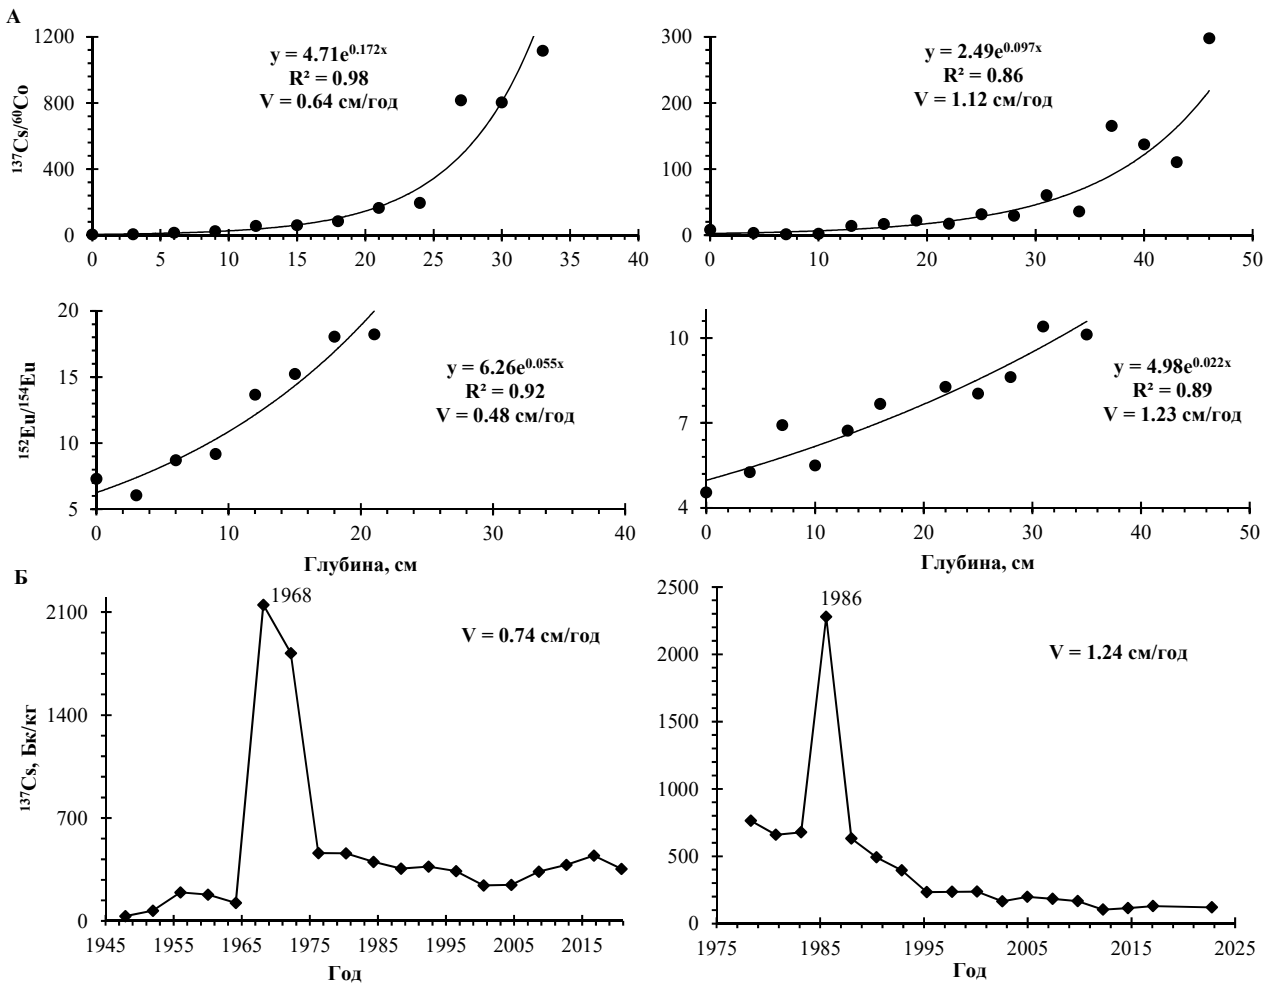 А
¹³⁷Cs/⁶⁰Co
1200
800
400
0
0 5 10 15 20 25 30 35 40
y = 4.71e^0.172x
R² = 0.98
V = 0.64 см/год
300
200
100
0
0 10 20 30 40 50
y = 2.49e^0.097x
R² = 0.86
V = 1.12 см/год
¹⁵²Eu/¹⁵⁴Eu
20
15
10
5
0 10 20 30 40
y = 6.26e^0.055x
R² = 0.92
V = 0.48 см/год
Глубина, см
10
7
4
0 10 20 30 40 50
y = 4.98e^0.022x
R² = 0.89
V = 1.23 см/год
Глубина, см
Б
¹³⁷Cs, Бк/кг
2100
1400
700
0
1945 1955 1965 1975 1985 1995 2005 2015
1968
V = 0.74 см/год
Год
2500
2000
1500
1000
500
0
1975 1985 1995 2005 2015 2025
1986
V = 1.24 см/год
Год